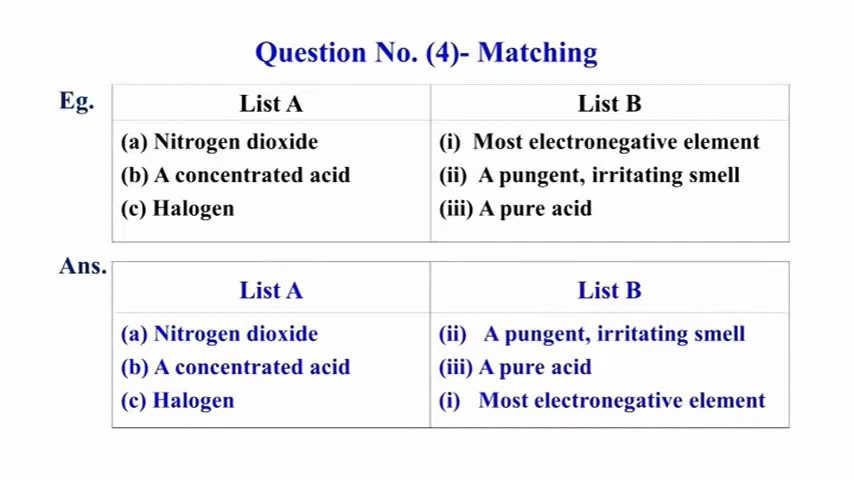 Question No. (4)- Matching
Eg.
List A List B
(a) Nitrogen dioxide (i) Most electronegative element
(b) A concentrated acid (ii) A pungent, irritating smell
(c) Halogen (iii) A pure acid
Ans.
List A List B
(a) Nitrogen dioxide (ii) A pungent, irritating smell
(b) A concentrated acid (iii) A pure acid
(c) Halogen (i) Most electronegative element